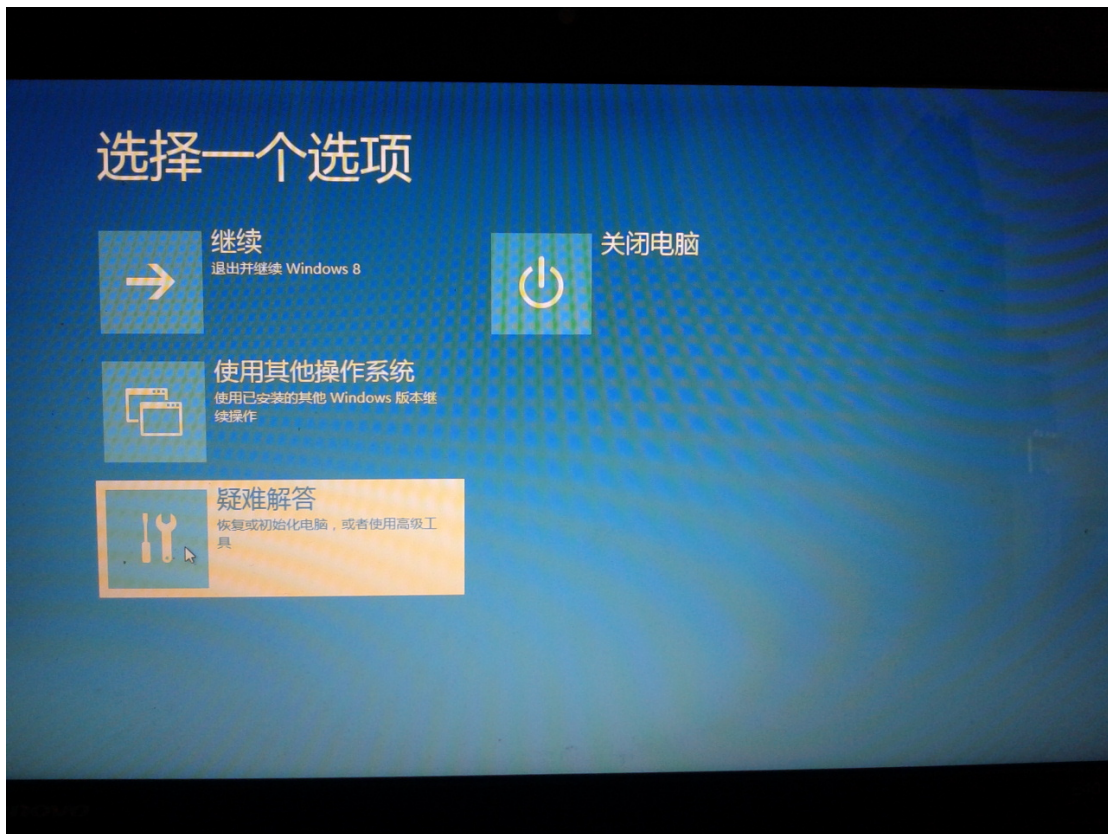 选择一个选项
继续
退出并继续 Windows 8
关闭电脑
使用其他操作系统
使用已安装的其他 Windows 版本继
续操作
疑难解答
恢复或初始化电脑，或者使用高级工
具